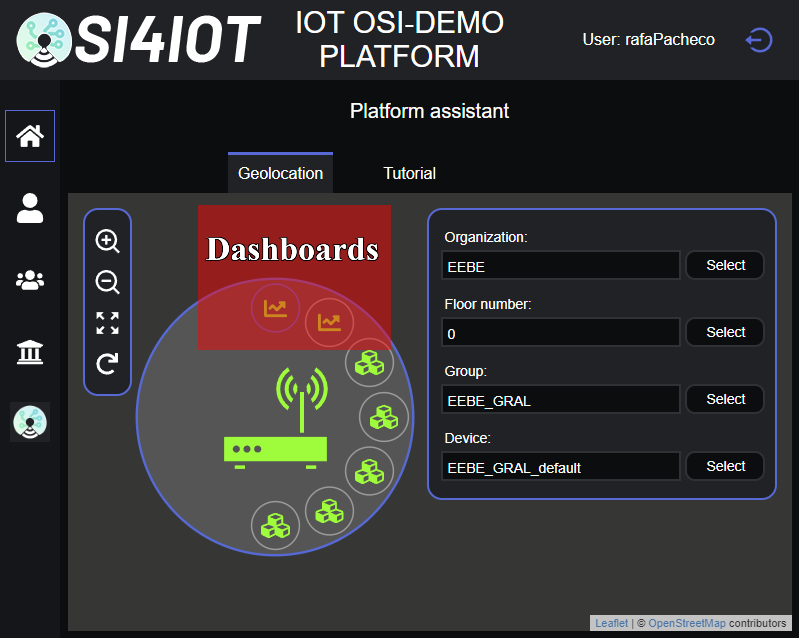 SI4IOT
IOT OSI-DEMO
PLATFORM
User: rafaPacheco
Platform assistant
Geolocation
Tutorial
Dashboards
Organization:
EEBE
Select
Floor number:
0
Select
Group:
EEBE_GRAL
Select
Device:
EEBE_GRAL_default
Select
Leaflet | © OpenStreetMap contributors